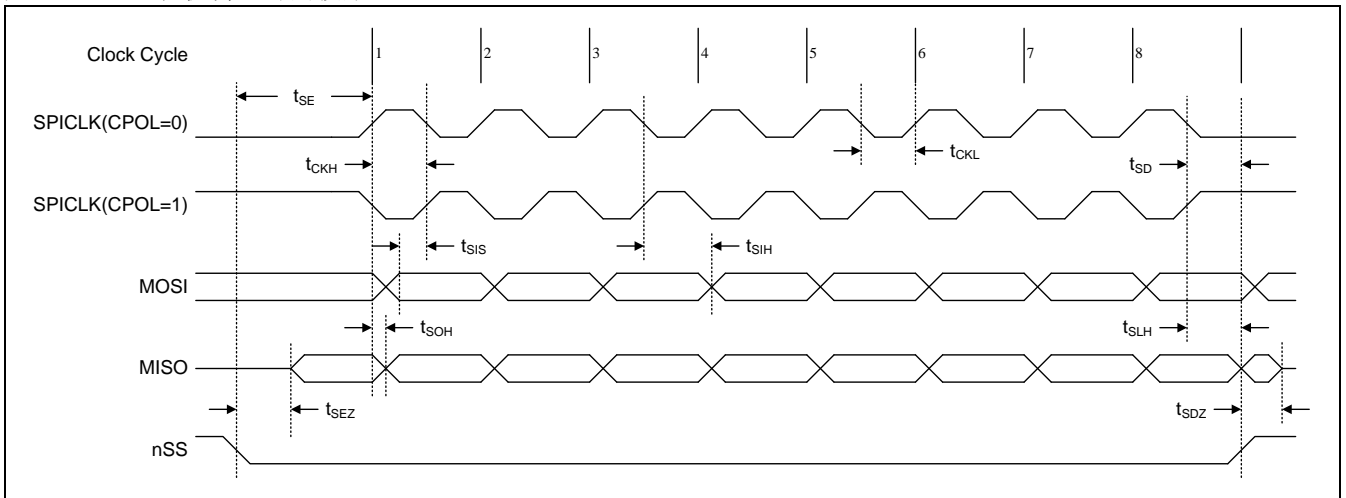 Clock Cycle
1 2 3 4 5 6 7 8
tSE
SPICLK(CPOL=0)
tCKH
tCKL
tSD
SPICLK(CPOL=1)
tSIS
tSIH
MOSI
tSOH
tSLH
MISO
tSEZ
tSDZ
nSS